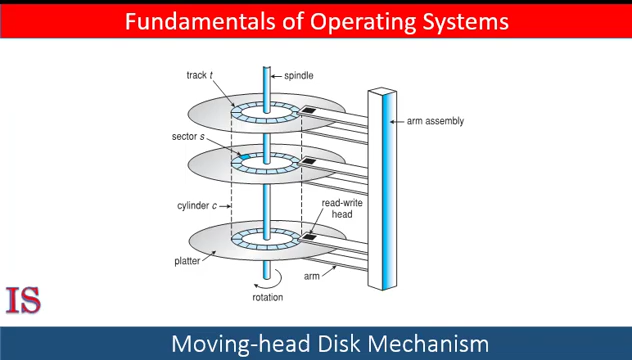 Fundamentals of Operating Systems
track t
spindle
arm assembly
sector s
cylinder c
read-write
head
platter
arm
rotation
IS
Moving-head Disk Mechanism